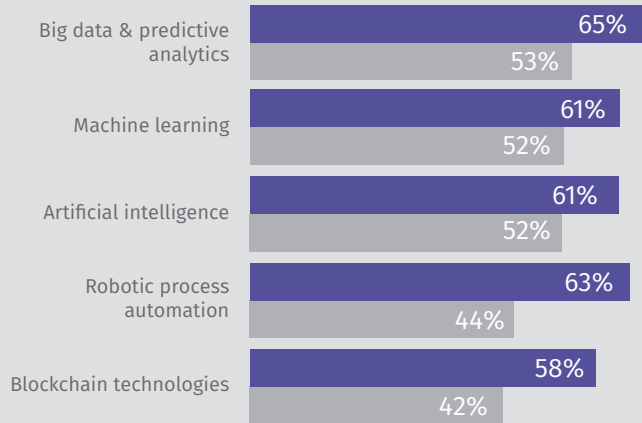 Big data & predictive
analytics
65%
53%
Machine learning
61%
52%
Artificial intelligence
61%
52%
Robotic process
automation
63%
44%
Blockchain technologies
58%
42%